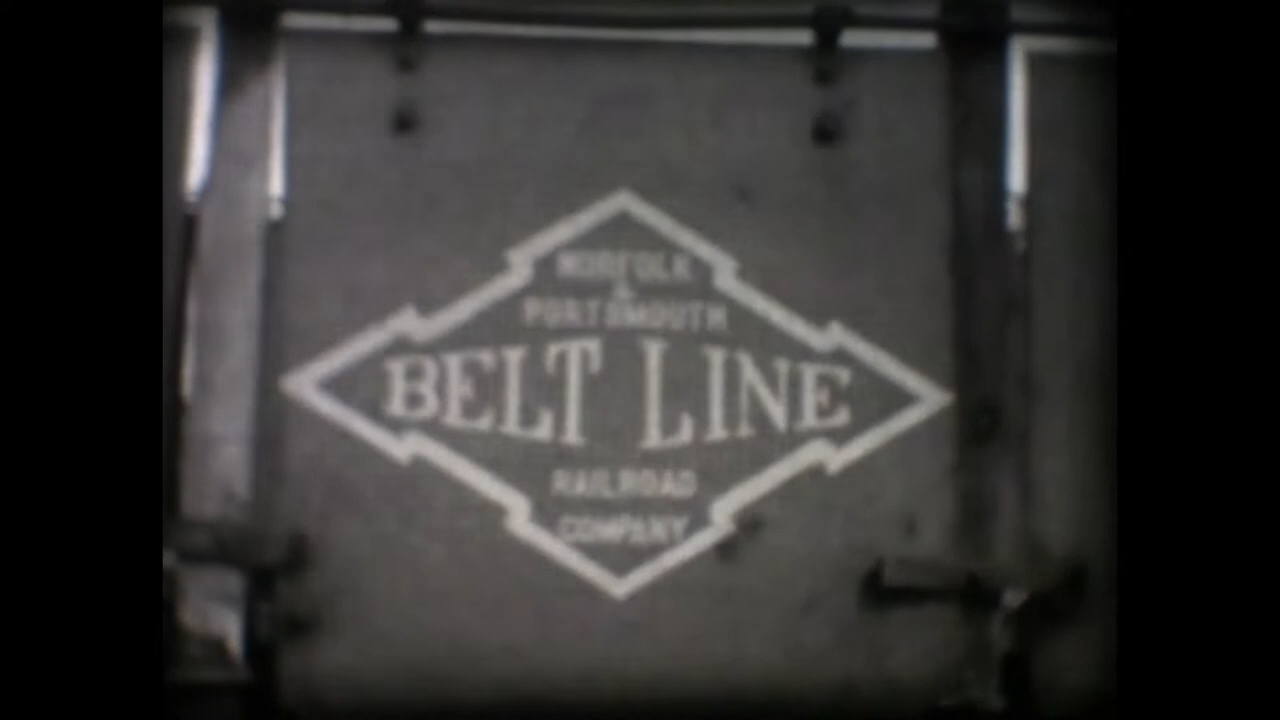 NORFOLK
&
PORTSMOUTH
BELT LINE
RAILROAD
COMPANY